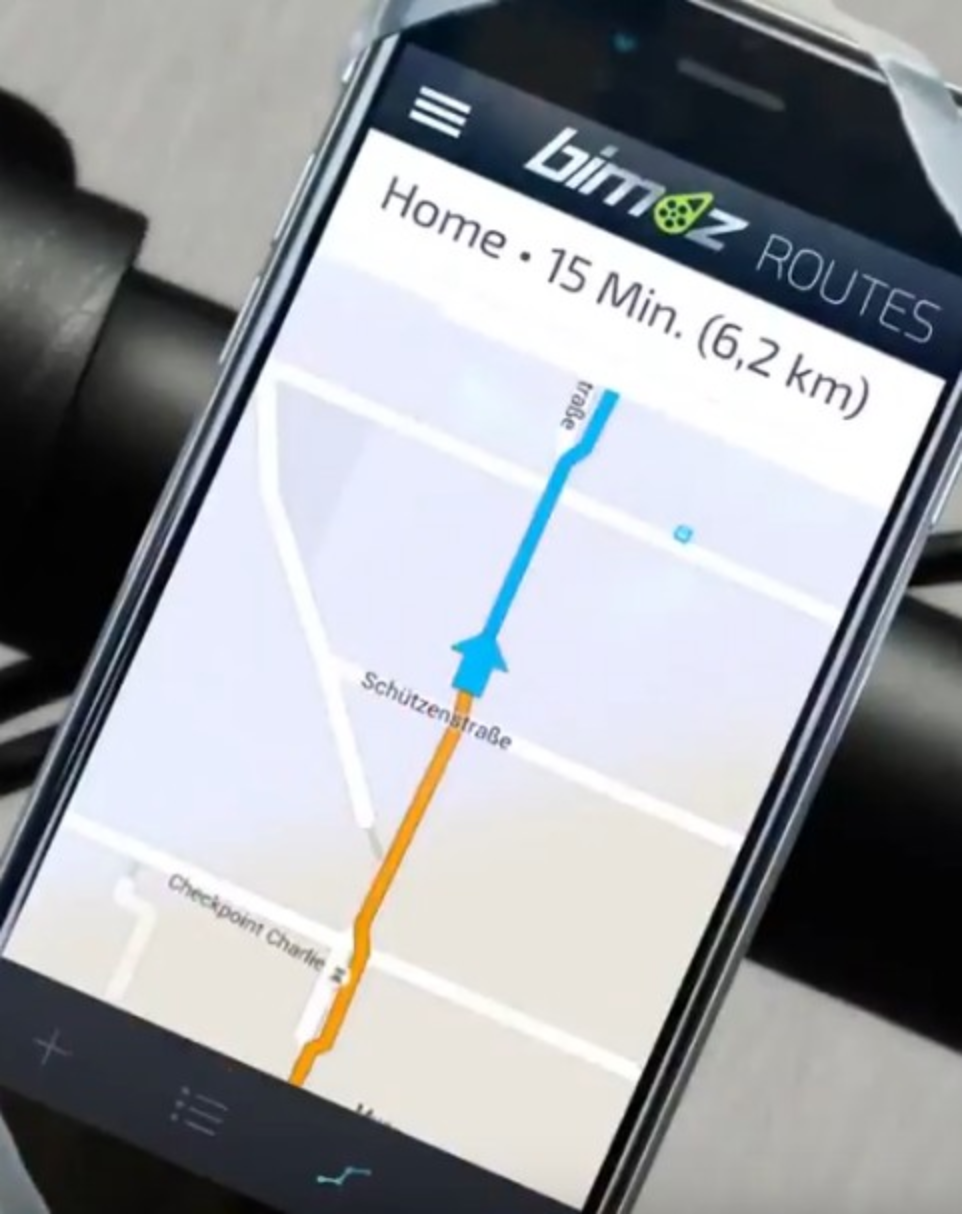 bimoz ROUTES
Home • 15 Min. (6,2 km)
traße
Schützenstraße
Checkpoint Charlie